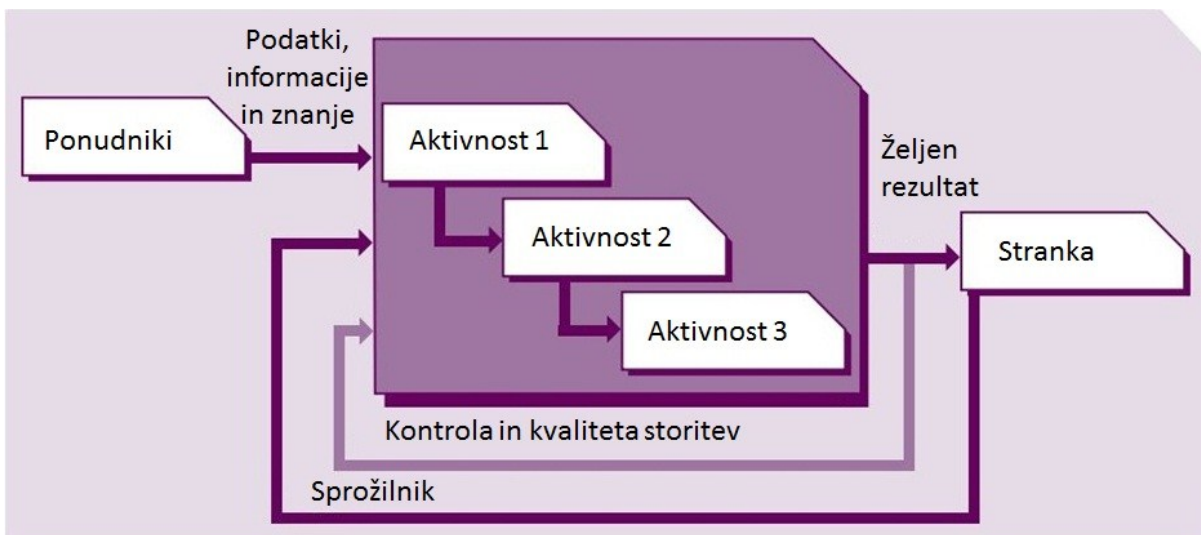 Podatki,
informacije
in znanje
Ponudniki
Aktivnost 1
Aktivnost 2
Aktivnost 3
Željen
rezultat
Stranka
Kontrola in kvaliteta storitev
Sprožilnik